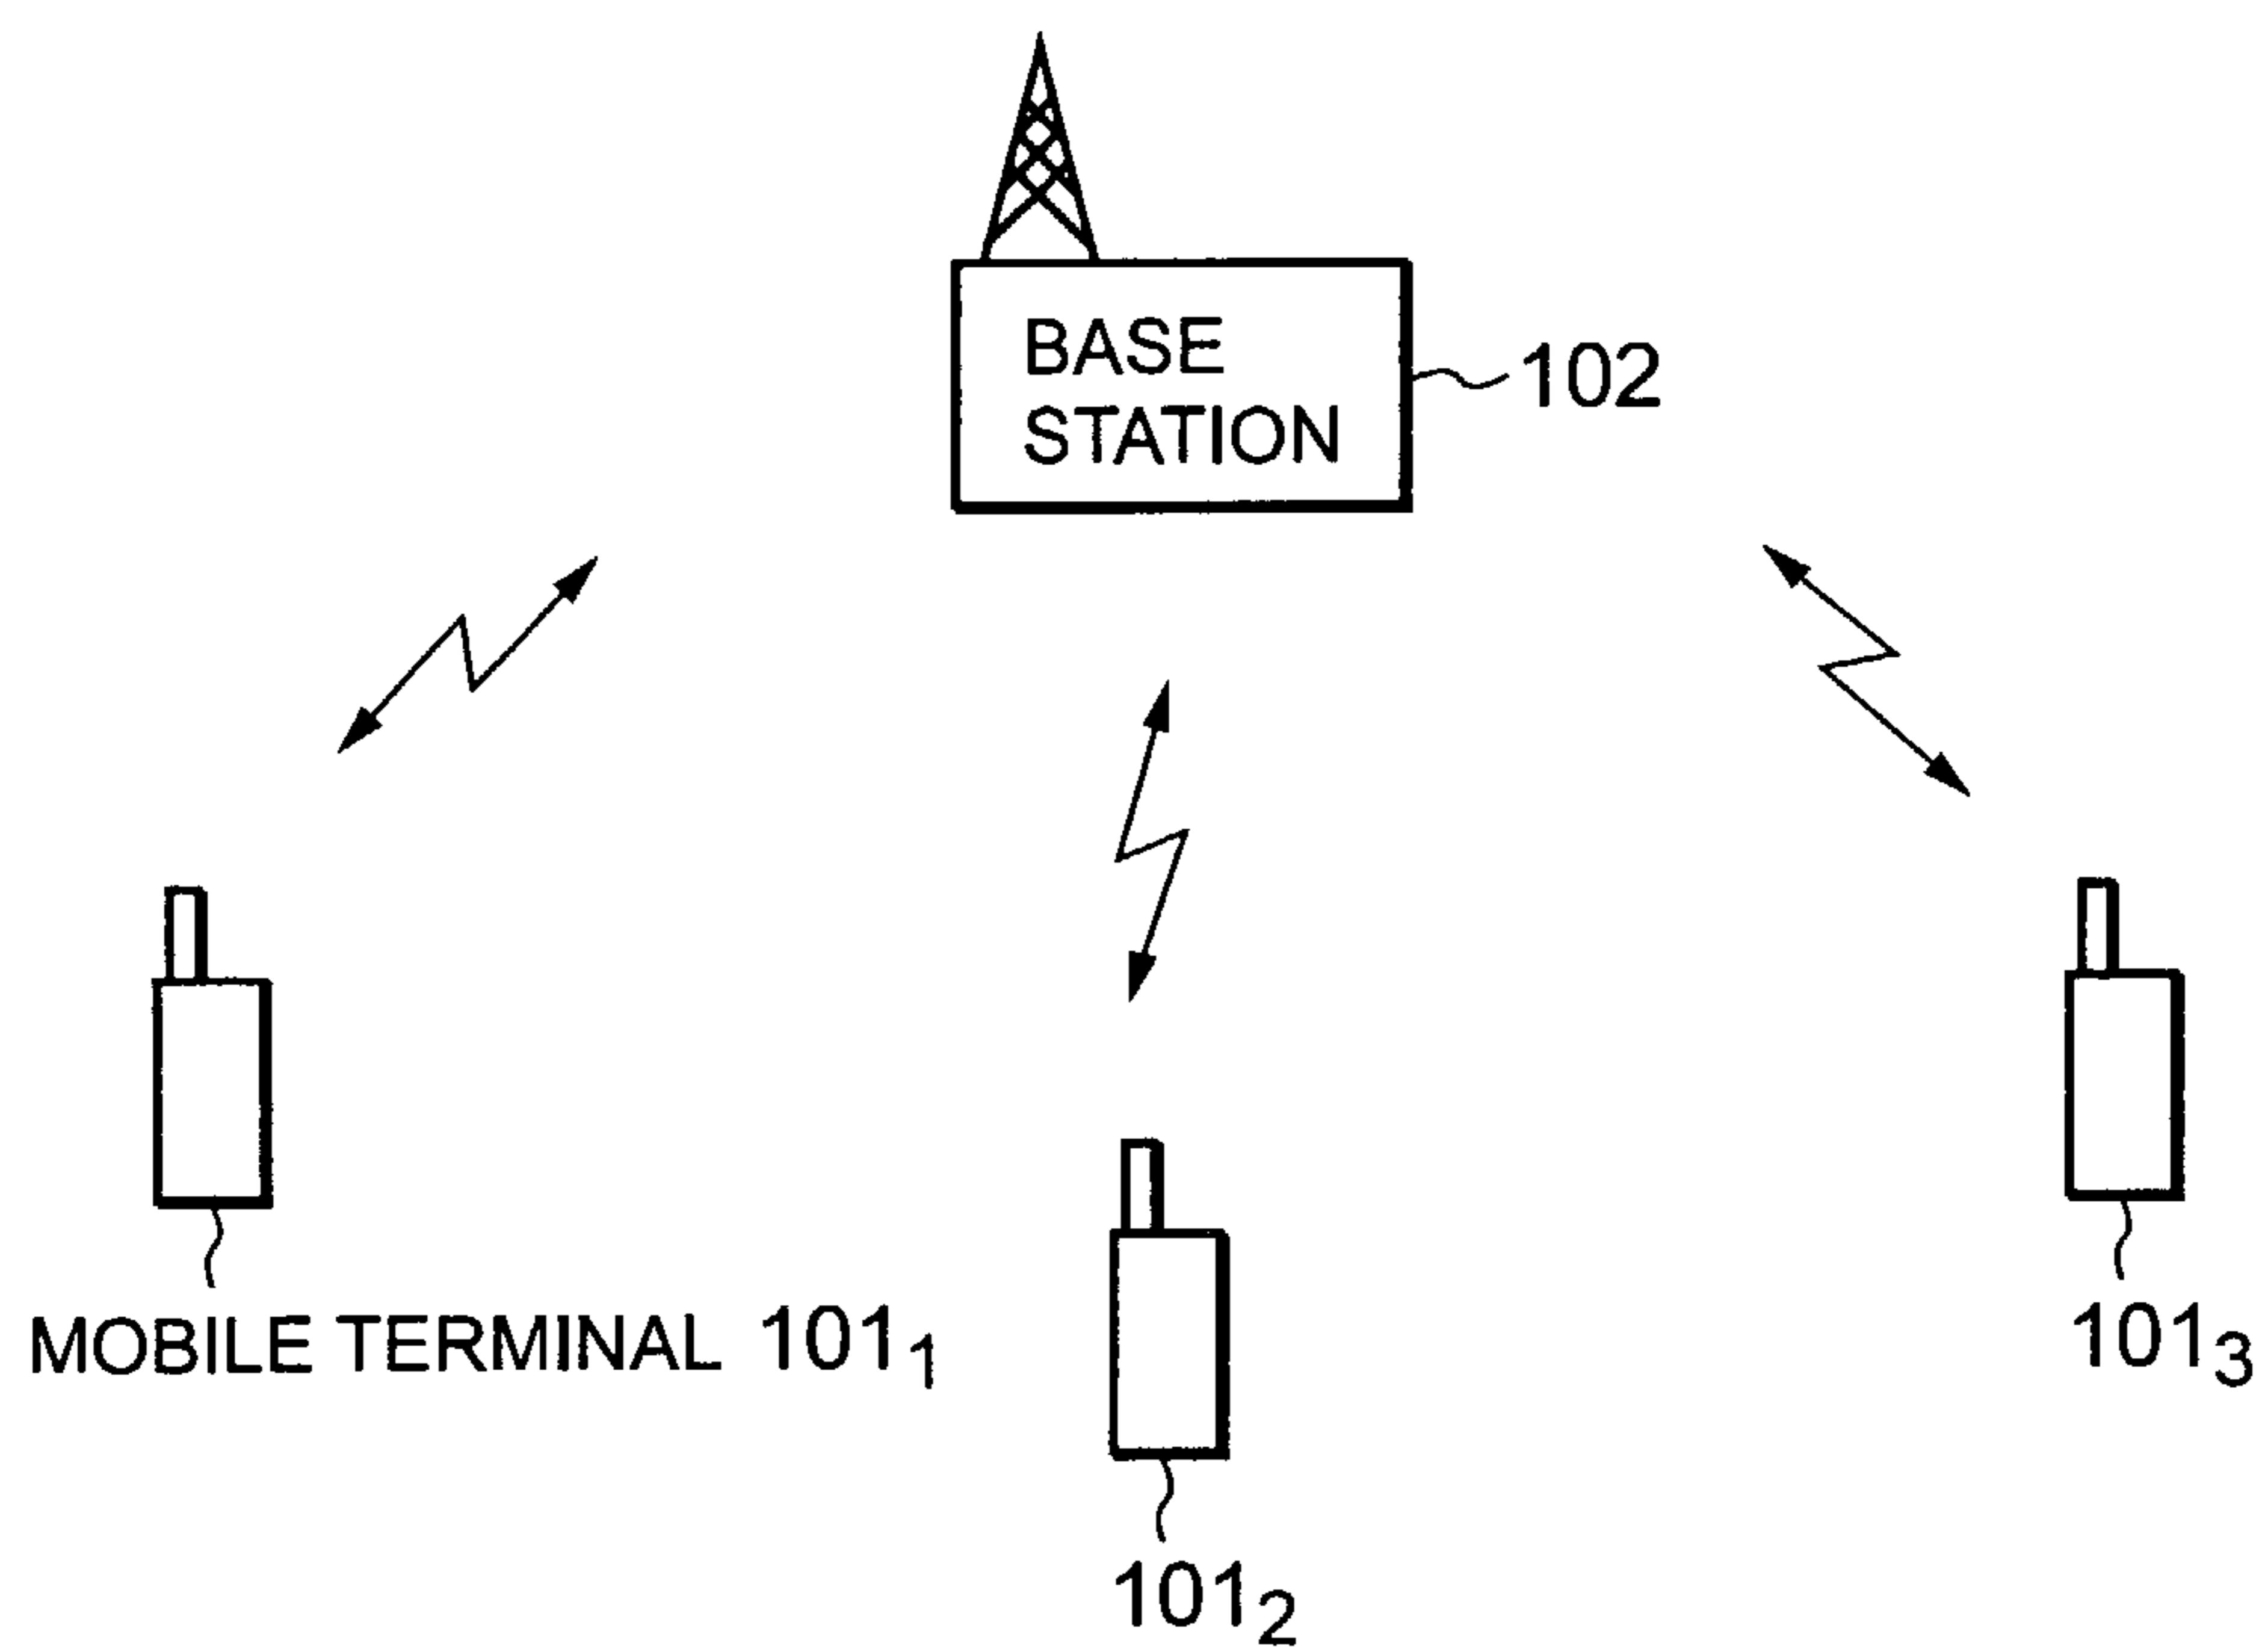 BASE
STATION
102
MOBILE TERMINAL 101₁
101₃
101₂